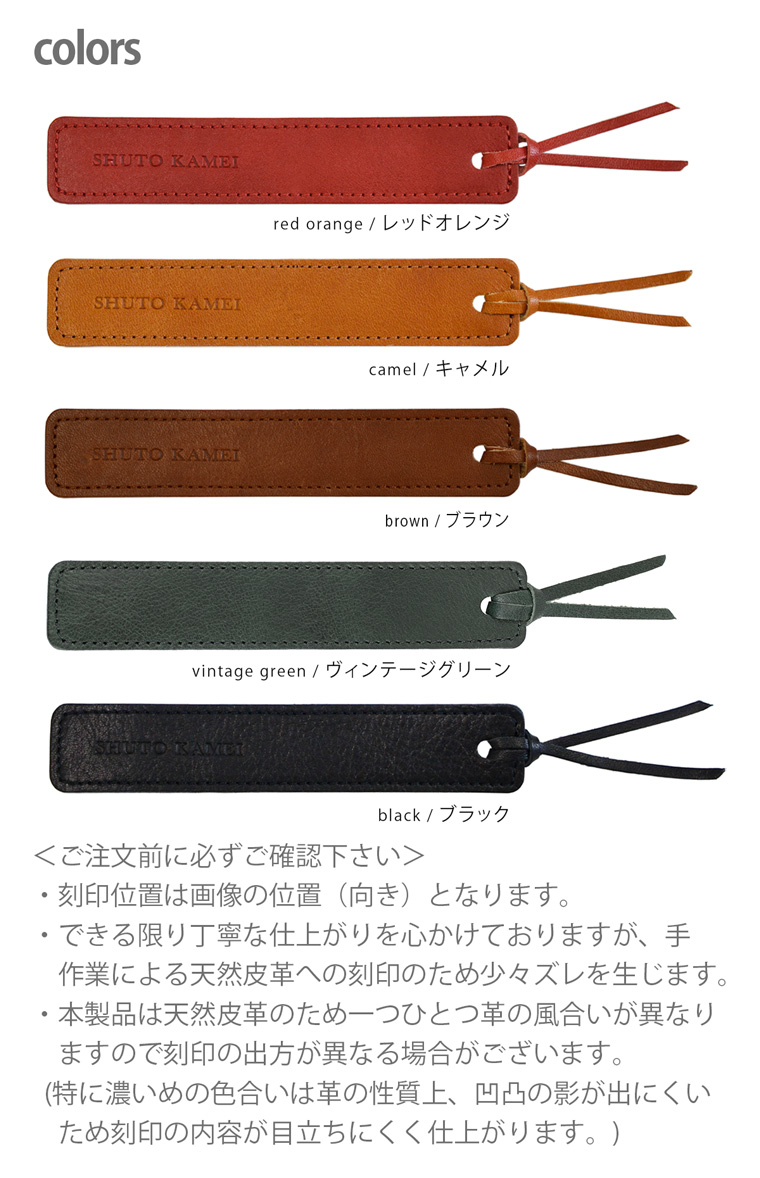 colors
SHUTO KAMEI
red orange / レッドオレンジ
SHUTO KAMEI
camel / キャメル
SHUTO KAMEI
brown / ブラウン
vintage green / ヴィンテージグリーン
SHUTO KAMEI
black / ブラック
＜ご注文前に必ずご確認下さい＞
・刻印位置は画像の位置（向き）となります。
・できる限り丁寧な仕上がりを心かけておりますが、手
作業による天然皮革への刻印のため少々ズレを生じます。
・本製品は天然皮革のため一つひとつ革の風合いが異なり
ますので刻印の出方が異なる場合がございます。
(特に濃いめの色合いは革の性質上、凹凸の影が出にくい
ため刻印の内容が目立ちにくく仕上がります。)